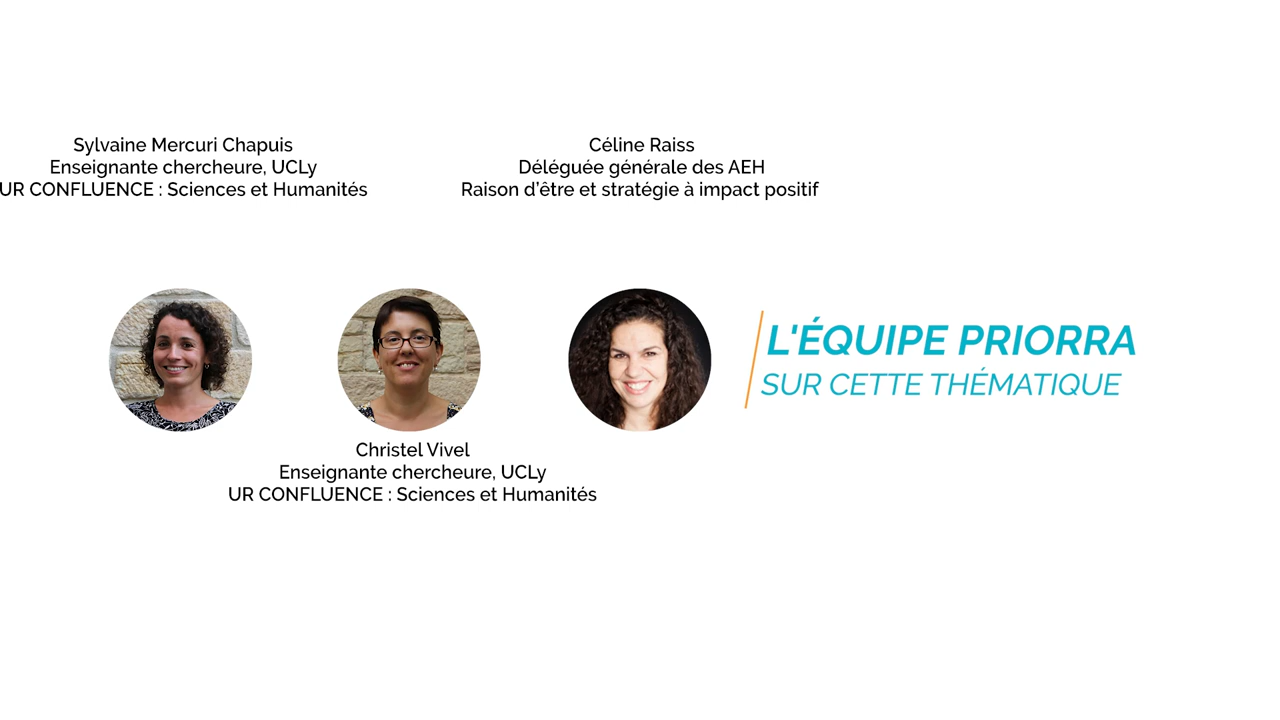 Sylvaine Mercuri Chapuis
Enseignante chercheure, UCLy
UR CONFLUENCE : Sciences et Humanités
Céline Raiss
Déléguée générale des AEH
Raison d'être et stratégie à impact positif
L'ÉQUIPE PRIORRA
SUR CETTE THÉMATIQUE
Christel Vivel
Enseignante chercheure, UCLy
UR CONFLUENCE : Sciences et Humanités